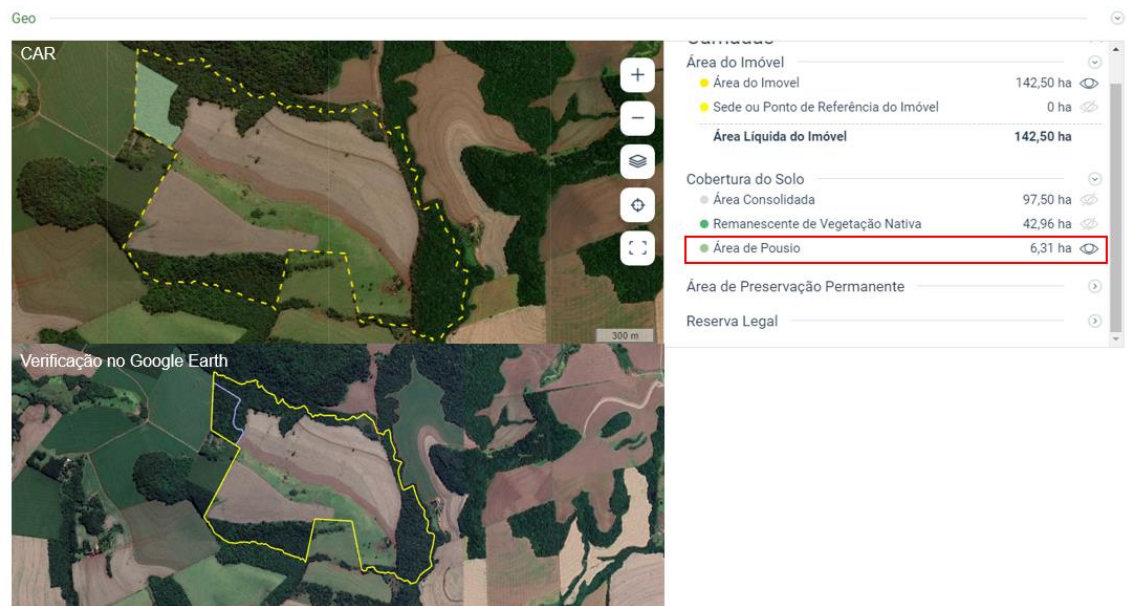 Geo
CAR
300 m
Área do Imóvel
Área do Imovel 142,50 ha
Sede ou Ponto de Referência do Imóvel 0 ha
Área Líquida do Imóvel 142,50 ha
Cobertura do Solo
Área Consolidada 97,50 ha
Remanescente de Vegetação Nativa 42,96 ha
Área de Pousio 6,31 ha
Área de Preservação Permanente
Reserva Legal
Verificação no Google Earth